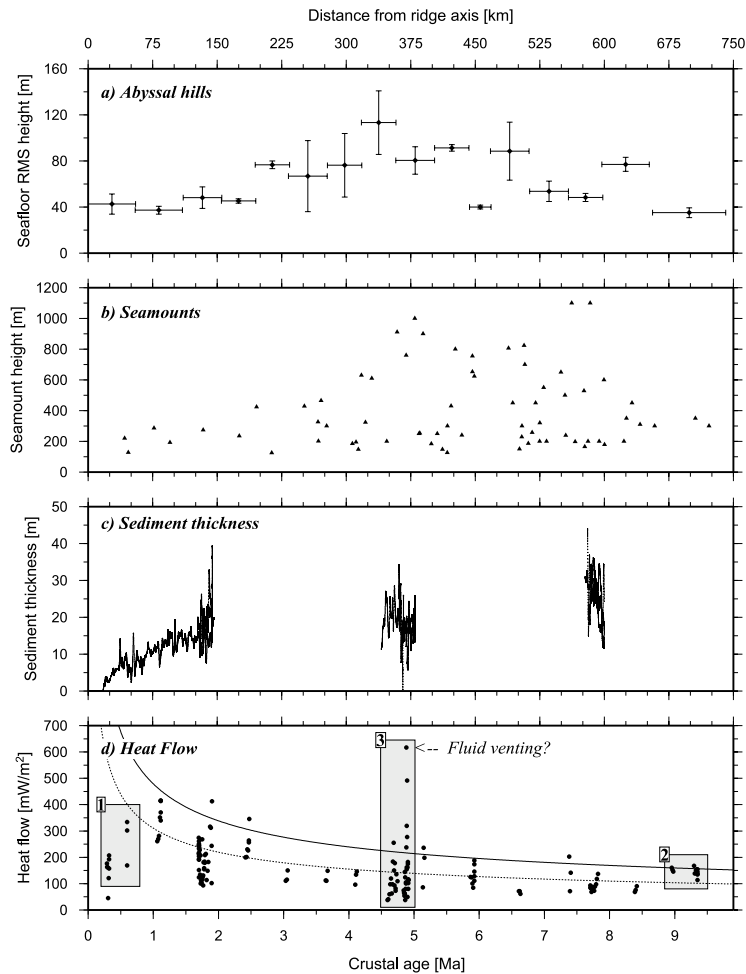 Distance from ridge axis [km]
0 75 150 225 300 375 450 525 600 675 750
160
120
80
40
0
Seafloor RMS height [m]
a) Abyssal hills
1200
1000
800
600
400
200
0
Seamount height [m]
b) Seamounts
50
40
30
20
10
0
Sediment thickness [m]
c) Sediment thickness
700
600
500
400
300
200
100
0
Heat flow [mW/m²]
d) Heat Flow
3
<-- Fluid venting?
1
2
0 1 2 3 4 5 6 7 8 9
Crustal age [Ma]